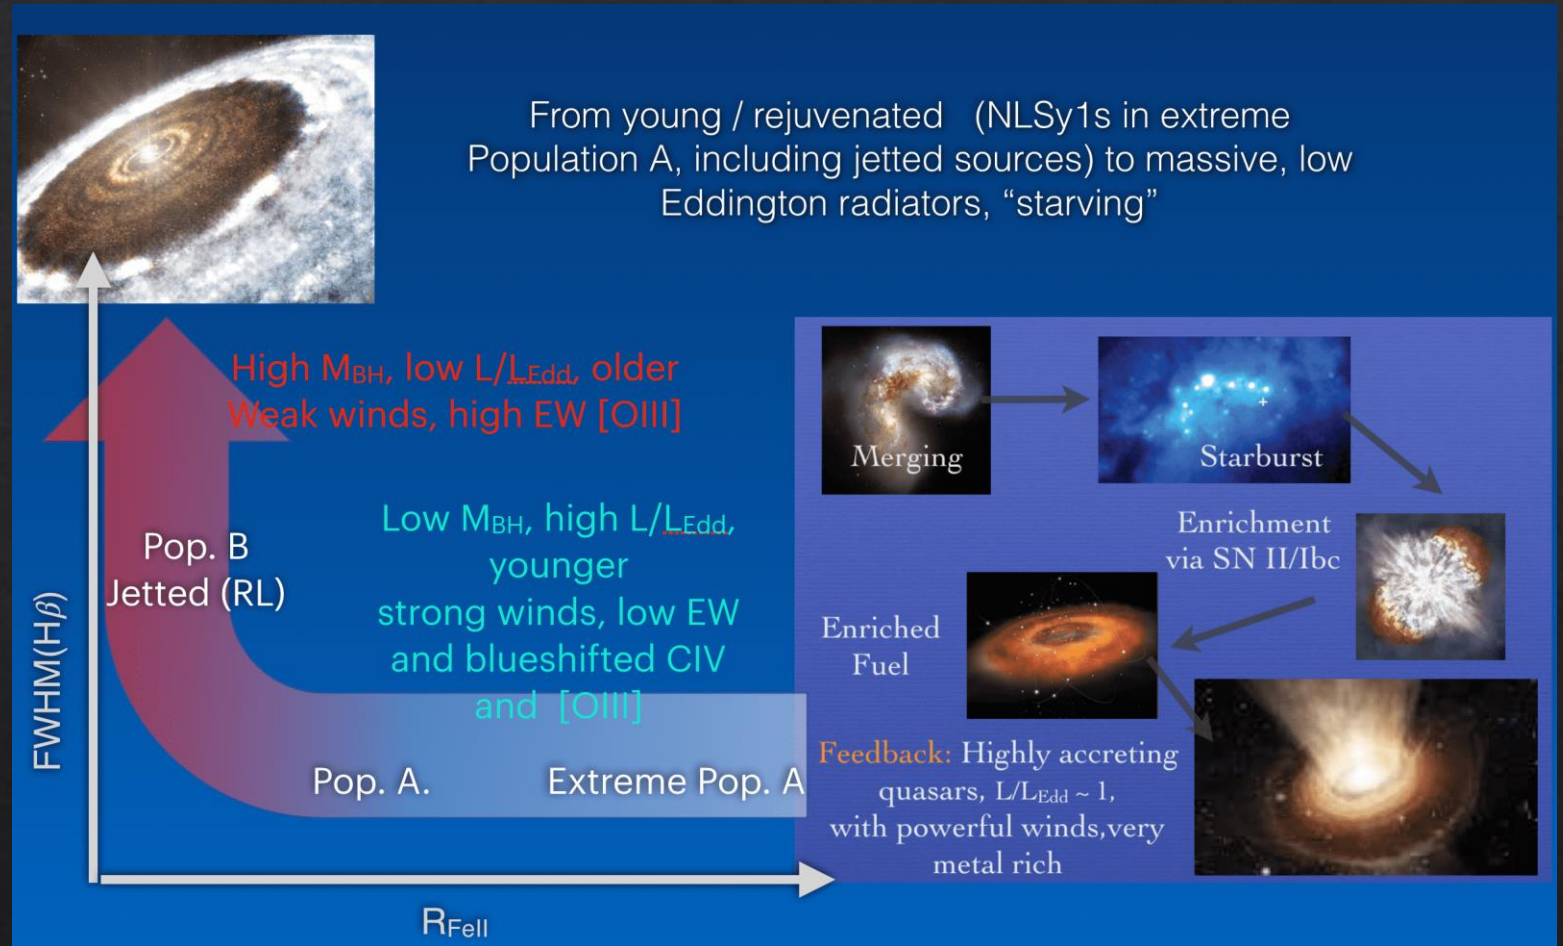 From young / rejuvenated (NLSy1s in extreme
Population A, including jetted sources) to massive, low
Eddington radiators, “starving”
High MBH, low L/LEdd, older
Weak winds, high EW [OIII]
Low MBH, high L/LEdd,
younger
strong winds, low EW
and blueshifted CIV
and [OIII]
Pop. B
Jetted (RL)
Pop. A.
Extreme Pop. A
FWHM(Hβ)
RFeII
Merging
Starburst
Enrichment
via SN II/Ibc
Enriched
Fuel
Feedback: Highly accreting
quasars, L/LEdd ~ 1,
with powerful winds,very
metal rich